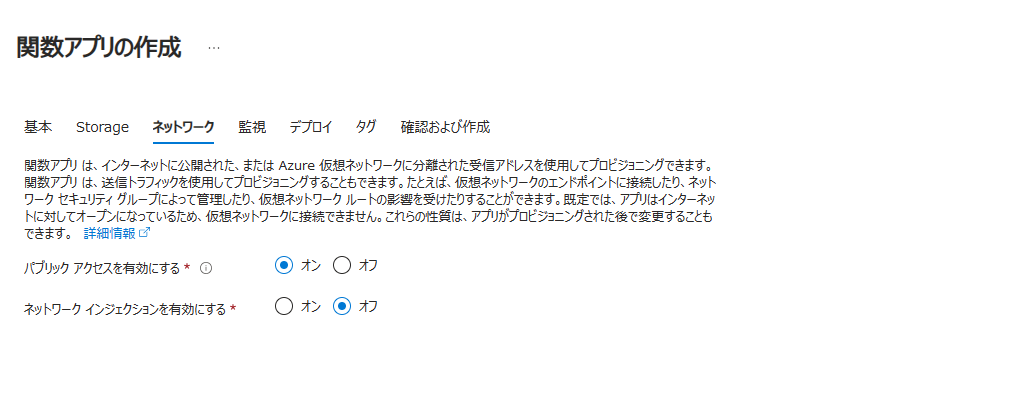 関数アプリの作成 …
基本 Storage ネットワーク 監視 デプロイ タグ 確認および作成
関数アプリ は、インターネットに公開された、または Azure 仮想ネットワークに分離された受信アドレスを使用してプロビジョニングできます。
関数アプリ は、送信トラフィックを使用してプロビジョニングすることもできます。たとえば、仮想ネットワークのエンドポイントに接続したり、ネット
ワーク セキュリティ グループによって管理したり、仮想ネットワーク ルートの影響を受けたりすることができます。既定では、アプリはインターネッ
トに対してオープンになっているため、仮想ネットワークに接続できません。これらの性質は、アプリがプロビジョニングされた後で変更することも
できます。 詳細情報
パブリック アクセスを有効にする * オン オフ
ネットワーク インジェクションを有効にする * オン オフ